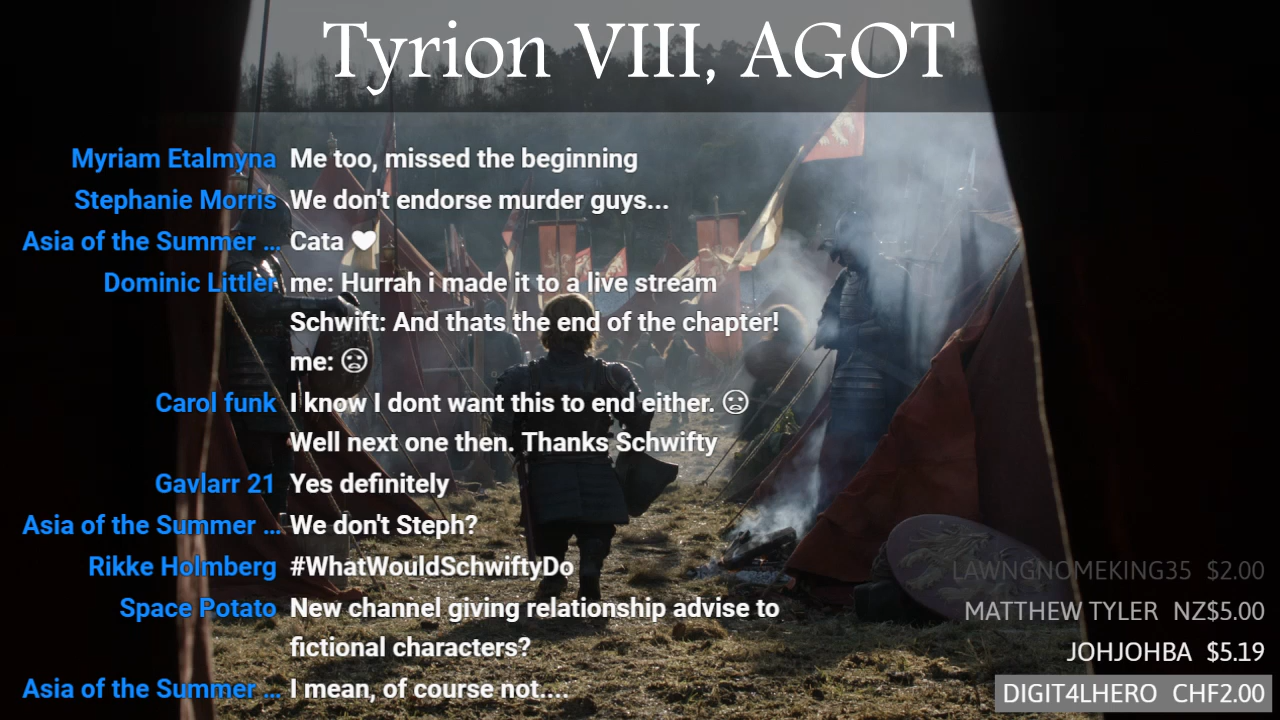 Tyrion VIII, AGOT
Myriam Etalmyna Me too, missed the beginning
Stephanie Morris We don't endorse murder guys...
Asia of the Summer ... Cata 🤍
Dominic Littler me: Hurrah i made it to a live stream
Schwift: And thats the end of the chapter!
me: 😧
Carol funk I know I dont want this to end either. 😧
Well next one then. Thanks Schwifty
Gavlarr 21 Yes definitely
Asia of the Summer ... We don't Steph?
Rikke Holmberg #WhatWouldSchwiftyDo
Space Potato New channel giving relationship advise to
fictional characters?
Asia of the Summer ... I mean, of course not....
LAWNGNOMEKING35 $2.00
MATTHEW TYLER NZ$5.00
JOHJOHBA $5.19
DIGIT4LHERO CHF2.00